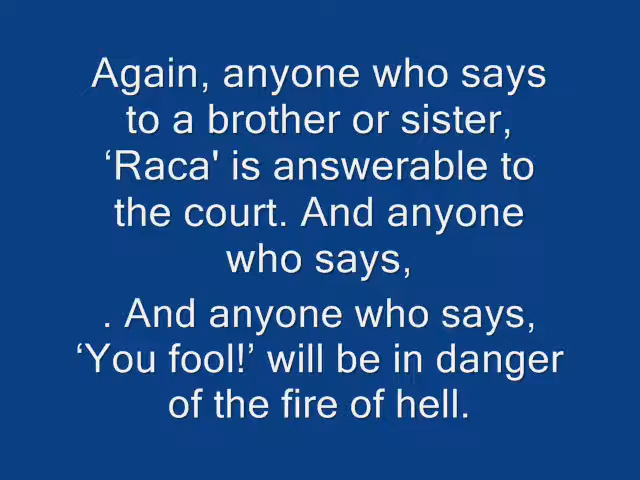 Again, anyone who says
to a brother or sister,
‘Raca' is answerable to
the court. And anyone
who says,
. And anyone who says,
‘You fool!’ will be in danger
of the fire of hell.